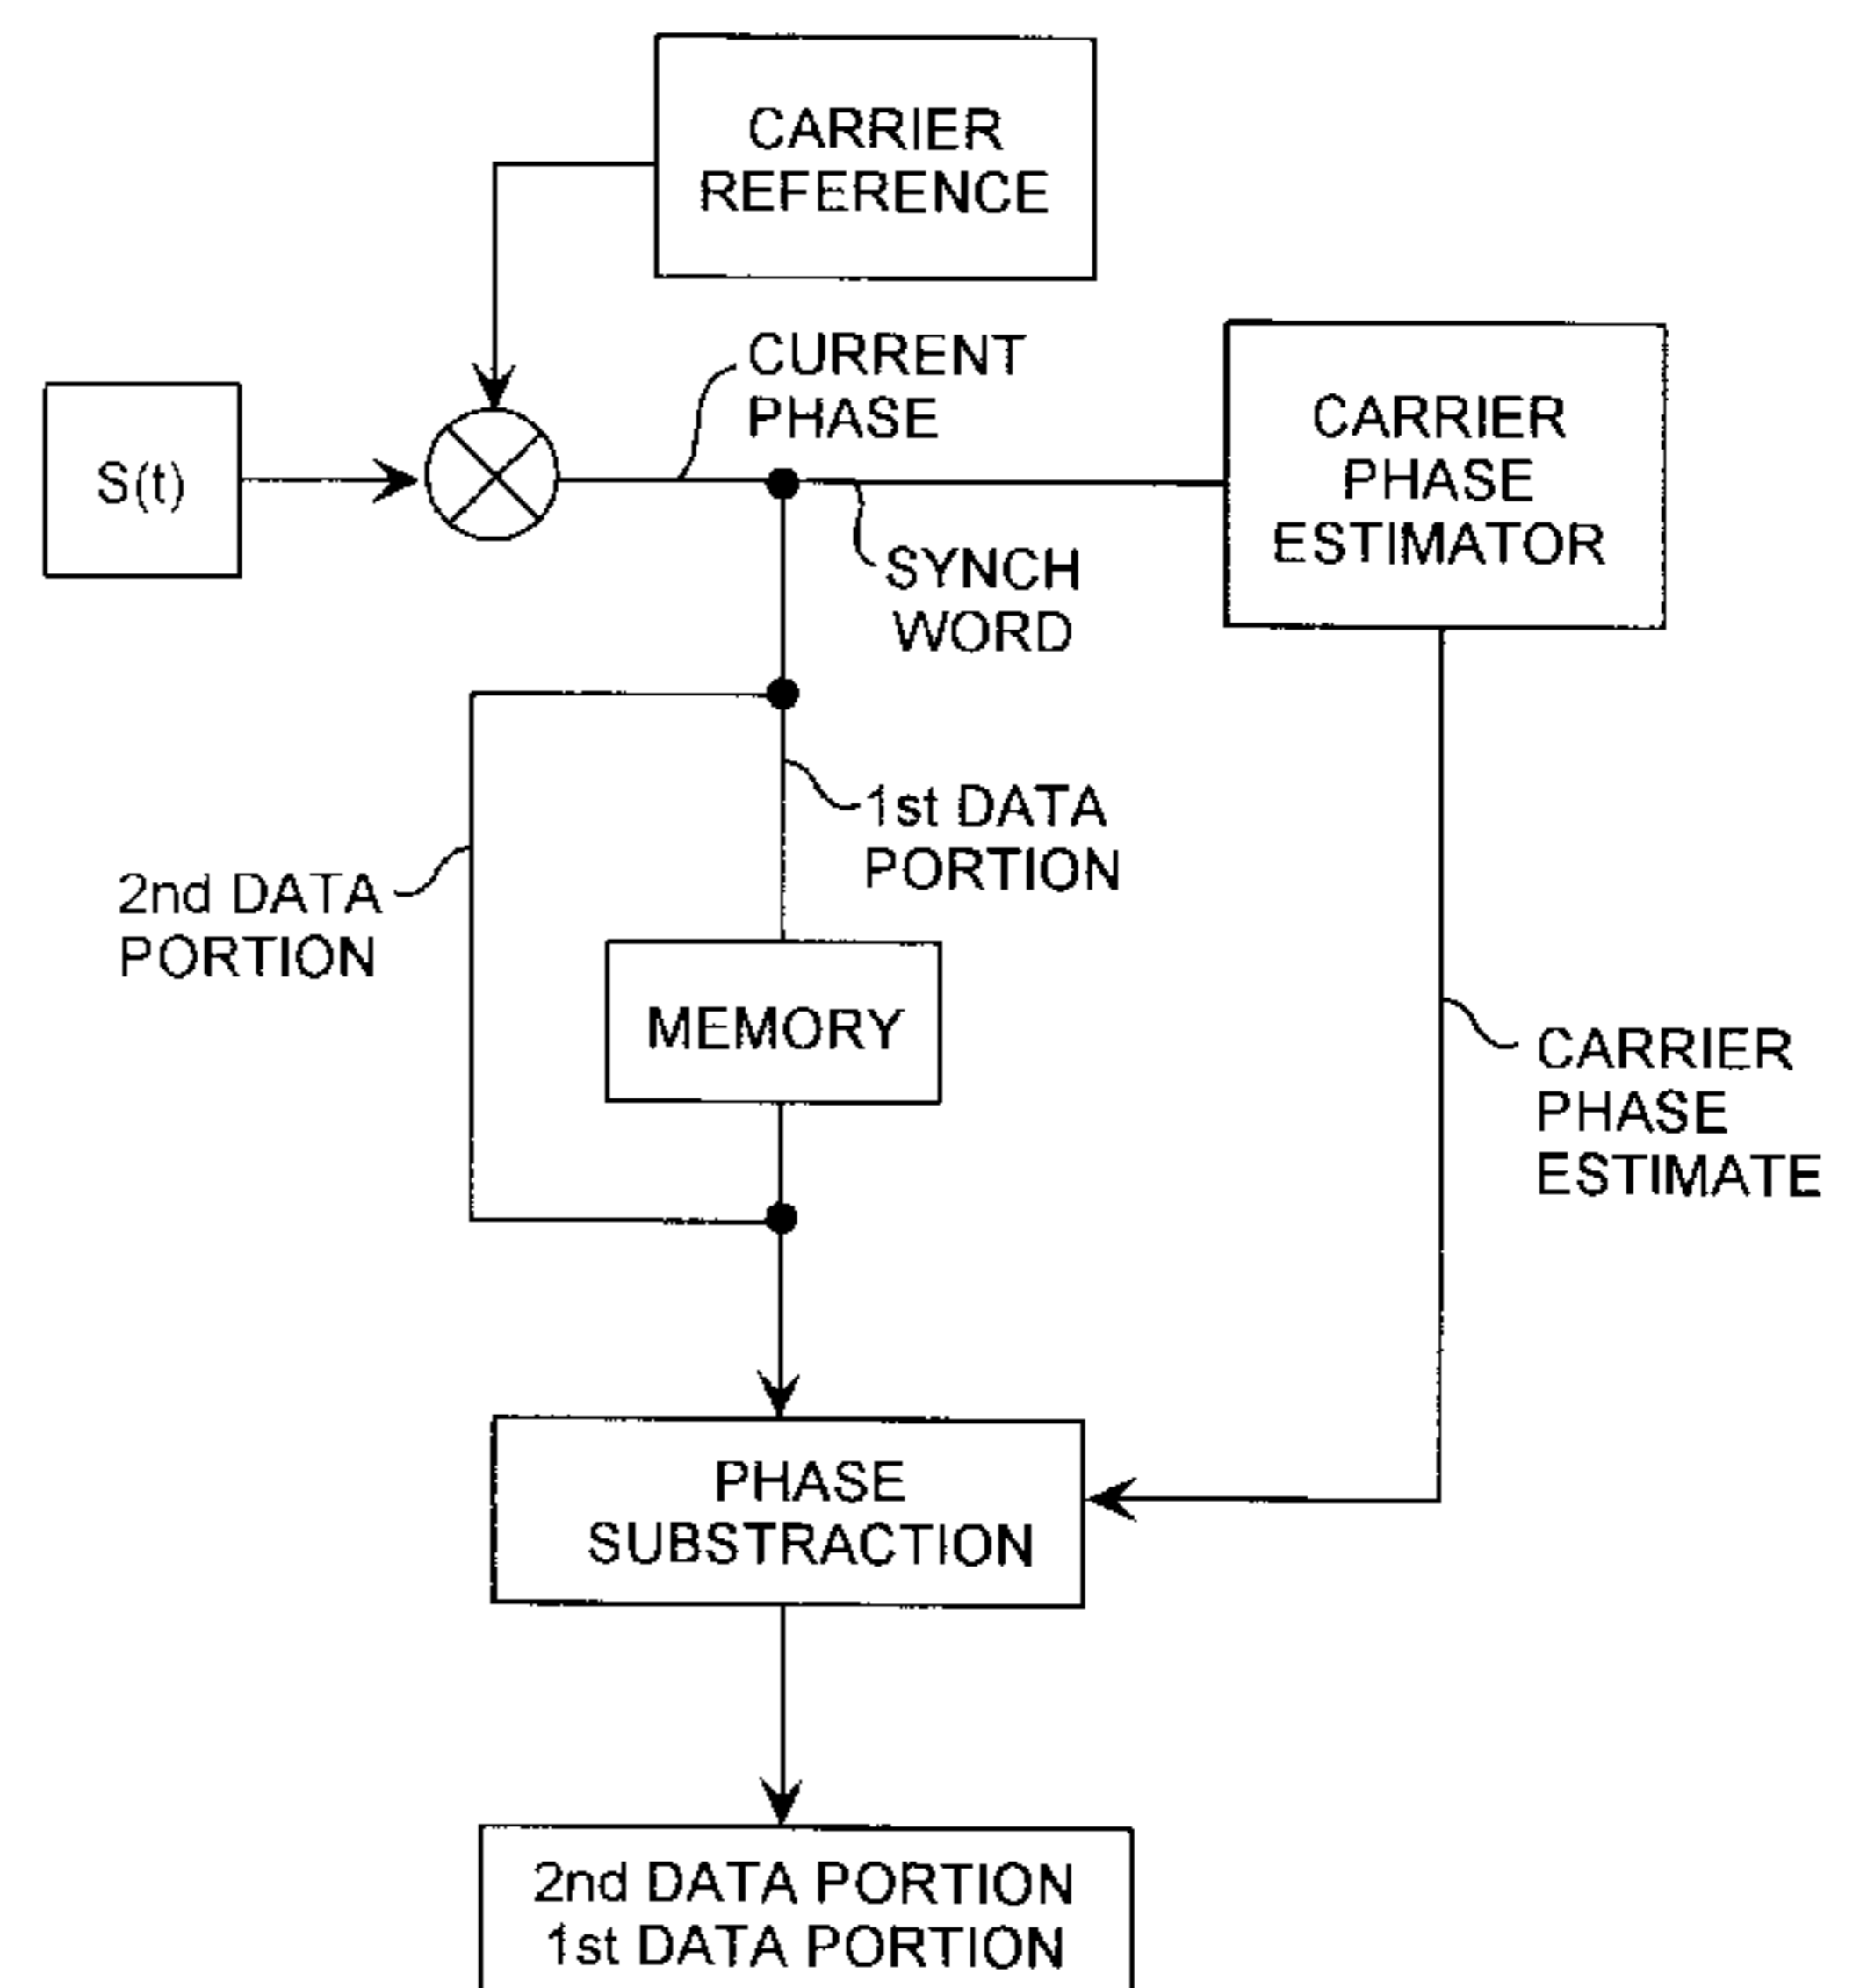 CARRIER
REFERENCE
CURRENT
PHASE
S(t)
CARRIER
PHASE
ESTIMATOR
SYNCH
WORD
1st DATA
PORTION
2nd DATA
PORTION
MEMORY
CARRIER
PHASE
ESTIMATE
PHASE
SUBSTRACTION
2nd DATA PORTION
1st DATA PORTION